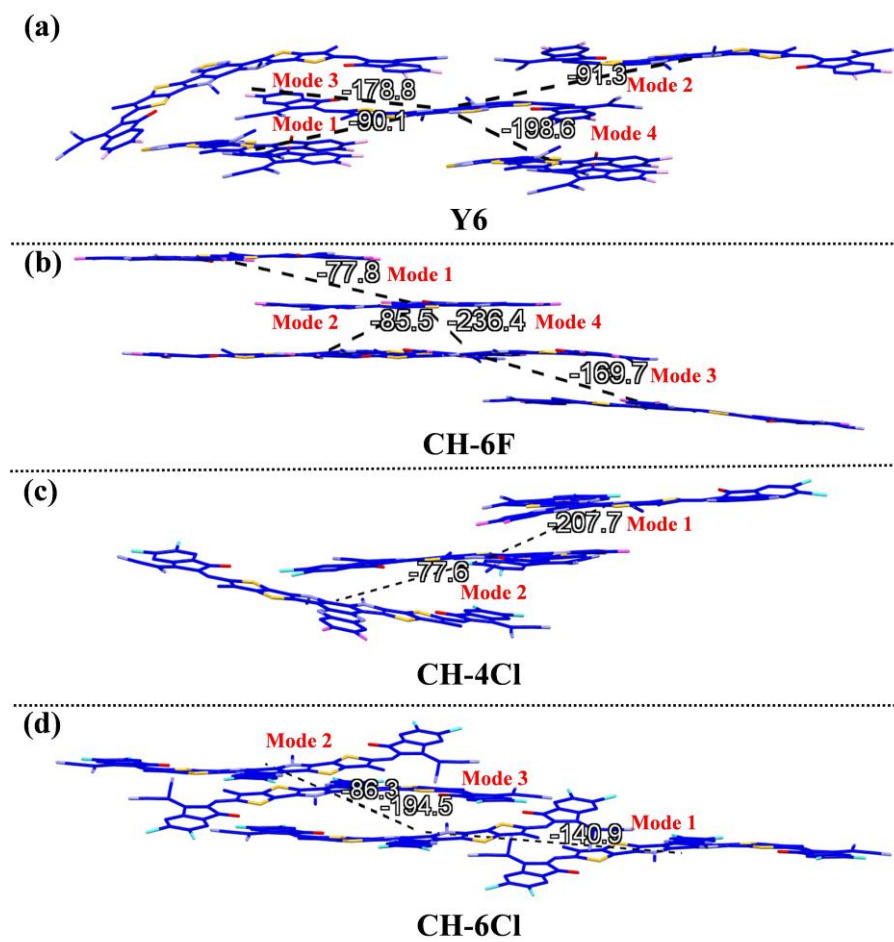 (a)
Mode 3
-178.8
-91.3
Mode 2
Mode 1
-90.1
-198.6
Mode 4
Y6
(b)
-77.8
Mode 1
Mode 2
-85.5
-236.4
Mode 4
-169.7
Mode 3
CH-6F
(c)
-207.7
Mode 1
-77.6
Mode 2
CH-4Cl
(d)
Mode 2
-86.3
Mode 3
-194.5
-140.9
Mode 1
CH-6Cl